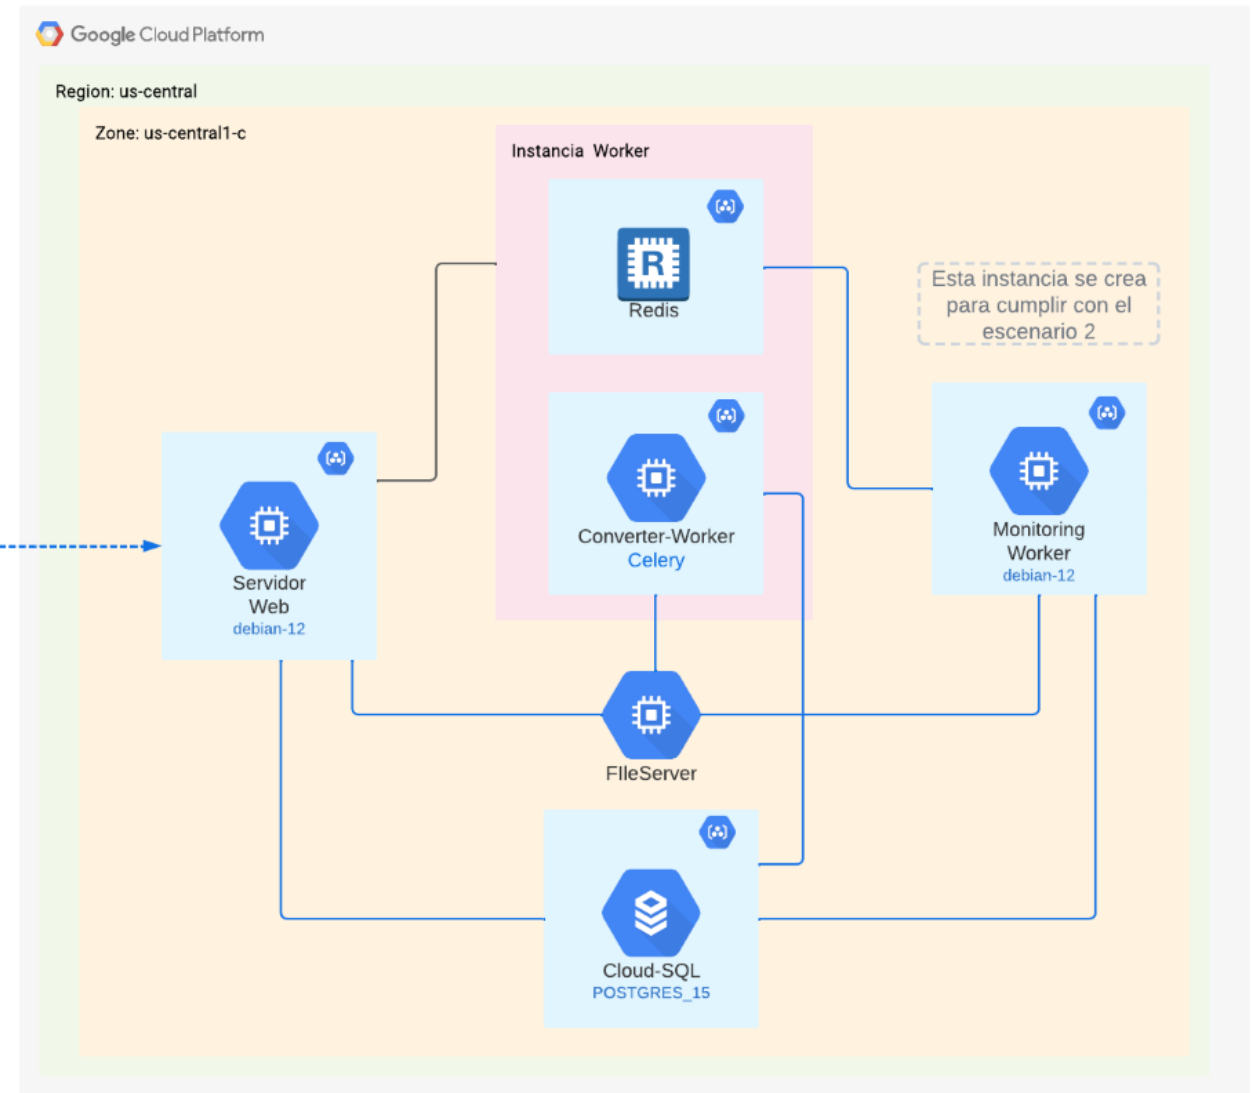 Google Cloud Platform
Region: us-central
Zone: us-central1-c
Instancia Worker
R
Redis
Esta instancia se crea
para cumplir con el
escenario 2
Converter-Worker
Celery
Monitoring
Worker
debian-12
Servidor
Web
debian-12
FIleServer
Cloud-SQL
POSTGRES_15